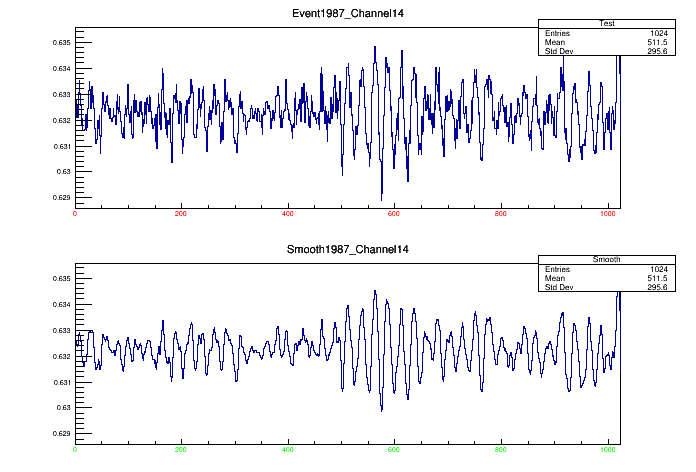 Event1987_Channel14
Test
Entries 1024
Mean 511.5
Std Dev 295.6
0.635
0.634
0.633
0.632
0.631
0.63
0.629
0 200 400 600 800 1000
Smooth1987_Channel14
Smooth
Entries 1024
Mean 511.5
Std Dev 295.6
0.635
0.634
0.633
0.632
0.631
0.63
0.629
0 200 400 600 800 1000